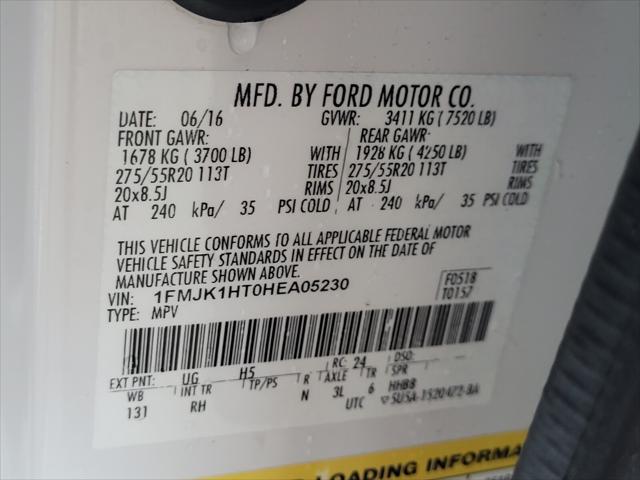 MFD. BY FORD MOTOR CO.
DATE: 06/16 GVWR: 3411 KG ( 7520 LB)
FRONT GAWR: REAR GAWR:
1678 KG ( 3700 LB) WITH 1928 KG ( 4250 LB) WITH
275/55R20 113T TIRES 275/55R20 113T TIRES
20x8.5J RIMS 20x8.5J RIMS
AT 240 kPa/ 35 PSI COLD AT 240 kPa/ 35 PSI COLD
THIS VEHICLE CONFORMS TO ALL APPLICABLE FEDERAL MOTOR
VEHICLE SAFETY STANDARDS IN EFFECT ON THE DATE OF
MANUFACTURE SHOWN ABOVE.
VIN: 1FMJK1HT0HEA05230 F0518
TYPE: MPV T0157
EXT PNT: UG H5 RC: 24 DSO:
WB INT TR TP/PS R AXLE TR SPR
131 RH N 3L 6 HHB8
UTC 5U5A-1520472-BA
LOADING INFORMA